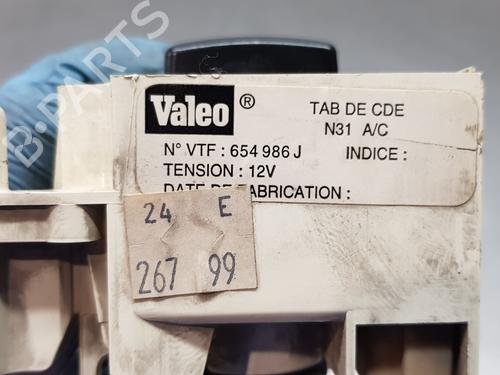 B-PARTS
Valeo®
TAB DE CDE
N31 A/C
N° VTF : 654 986 J INDICE :
TENSION : 12V
DATE DE FABRICATION :
24 E
267 99